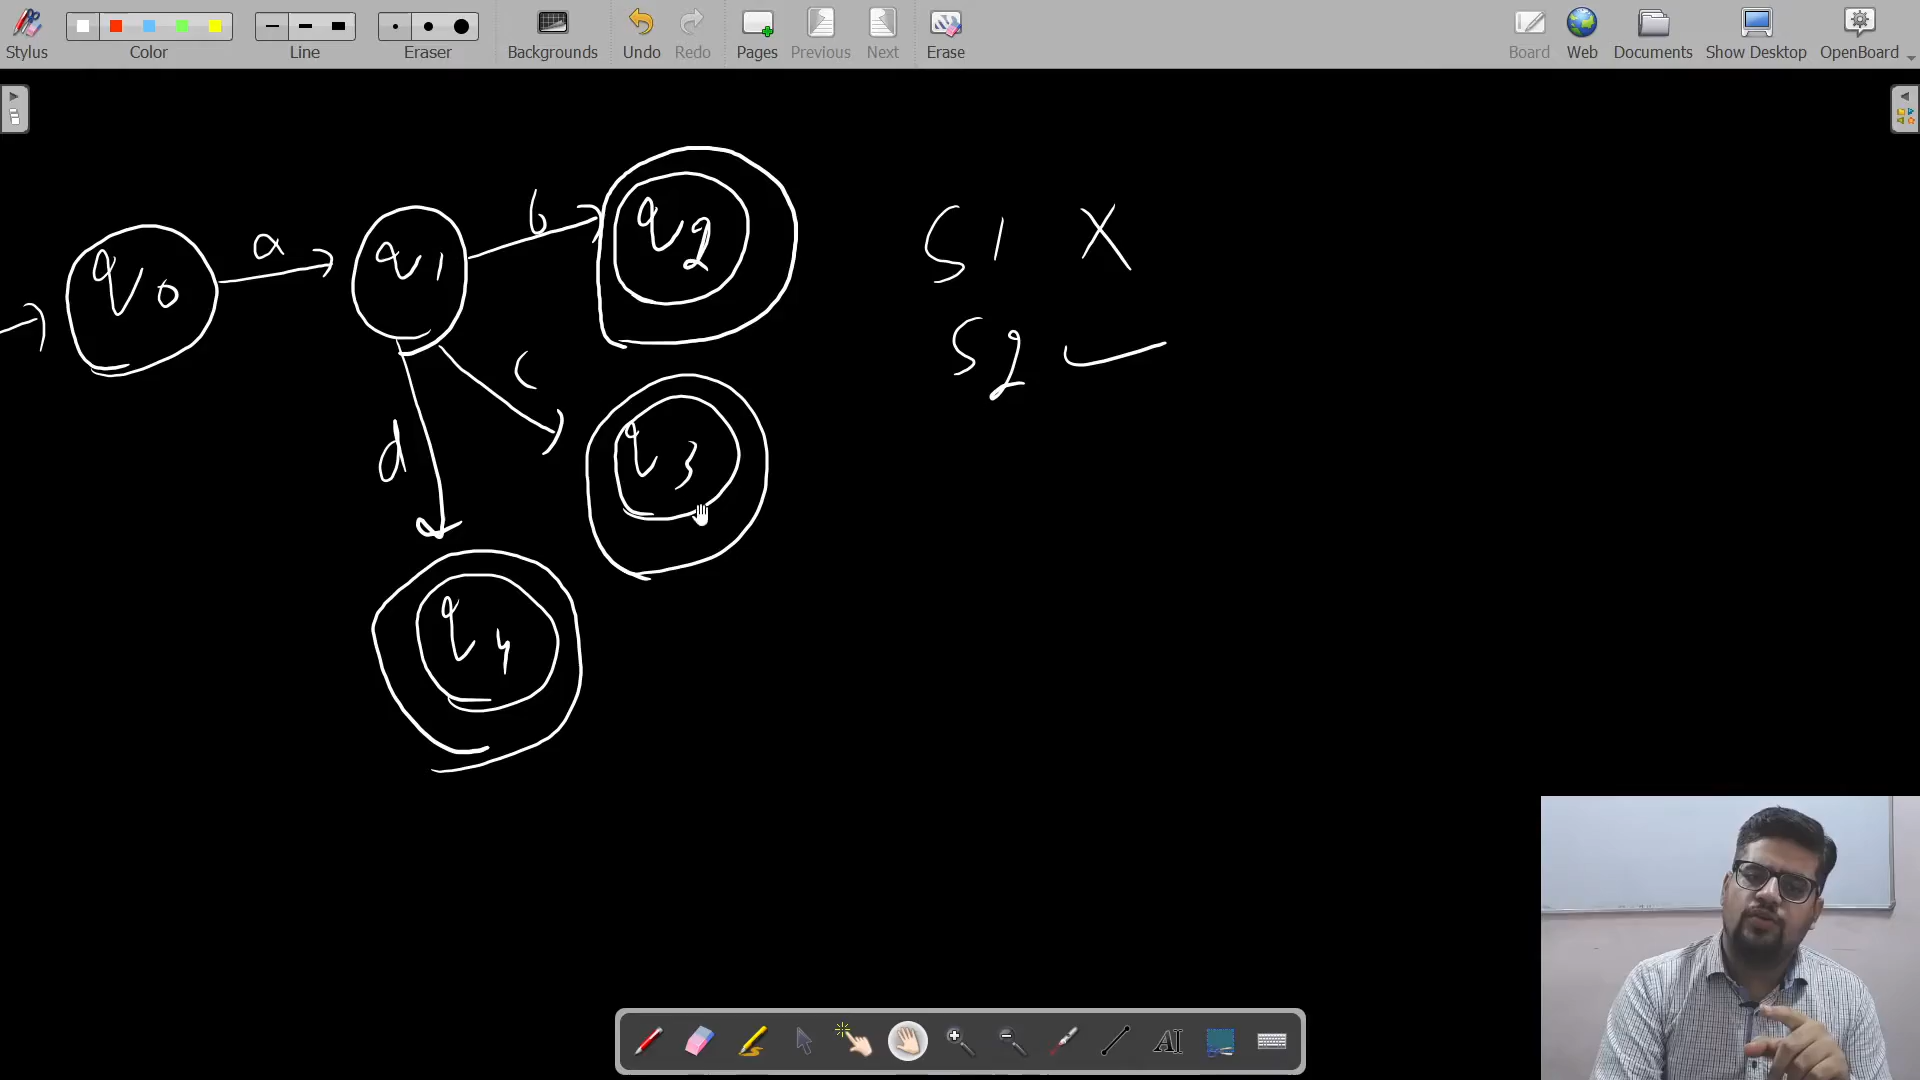 Stylus Color Line Eraser Backgrounds Undo Redo Pages Previous Next Erase Board Web Documents Show Desktop OpenBoard
q0 a q1 b q2
S1 X
S2 ✓
c
q3
d
q4
AI